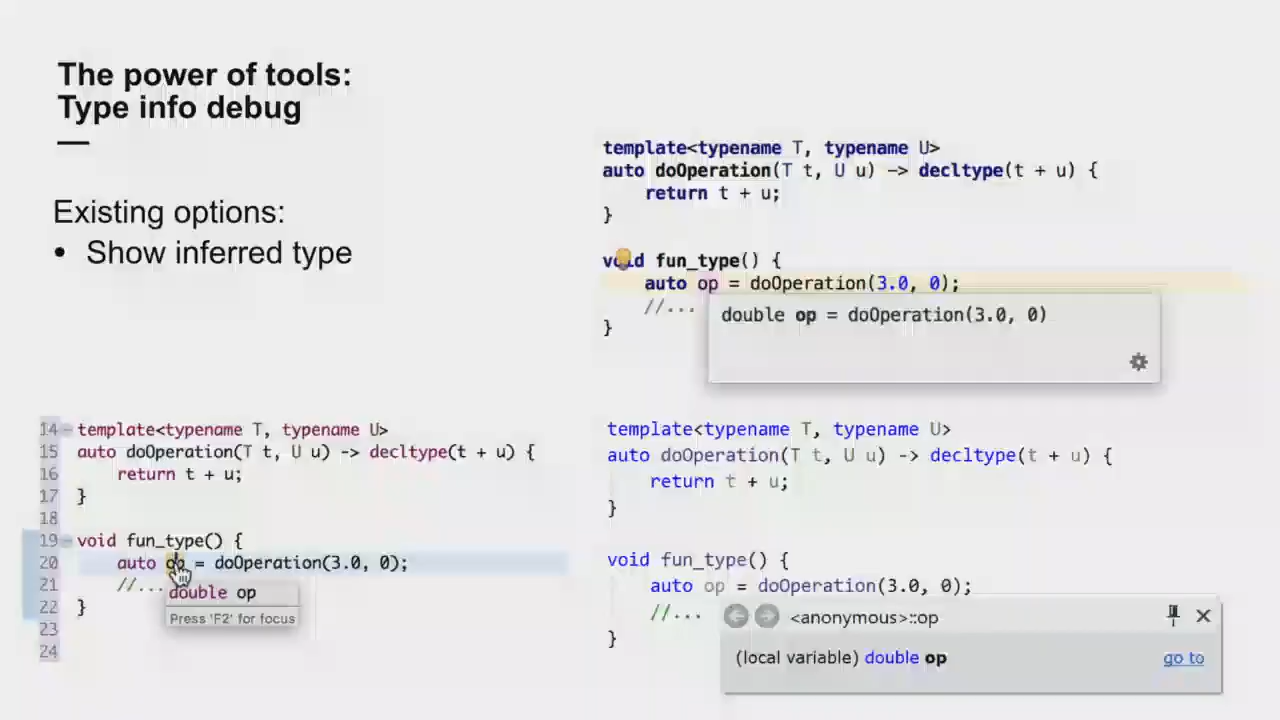 The power of tools:
Type info debug
Existing options:
• Show inferred type
template<typename T, typename U>
auto doOperation(T t, U u) -> decltype(t + u) {
return t + u;
}
void fun_type() {
auto op = doOperation(3.0, 0);
//...
}
double op = doOperation(3.0, 0)
14 template<typename T, typename U>
15 auto doOperation(T t, U u) -> decltype(t + u) {
16 return t + u;
17 }
18
19 void fun_type() {
20 auto op = doOperation(3.0, 0);
21 //...
22 }
23
24
double op
Press 'F2' for focus
template<typename T, typename U>
auto doOperation(T t, U u) -> decltype(t + u) {
return t + u;
}
void fun_type() {
auto op = doOperation(3.0, 0);
//...
}
<anonymous>::op
(local variable) double op go to